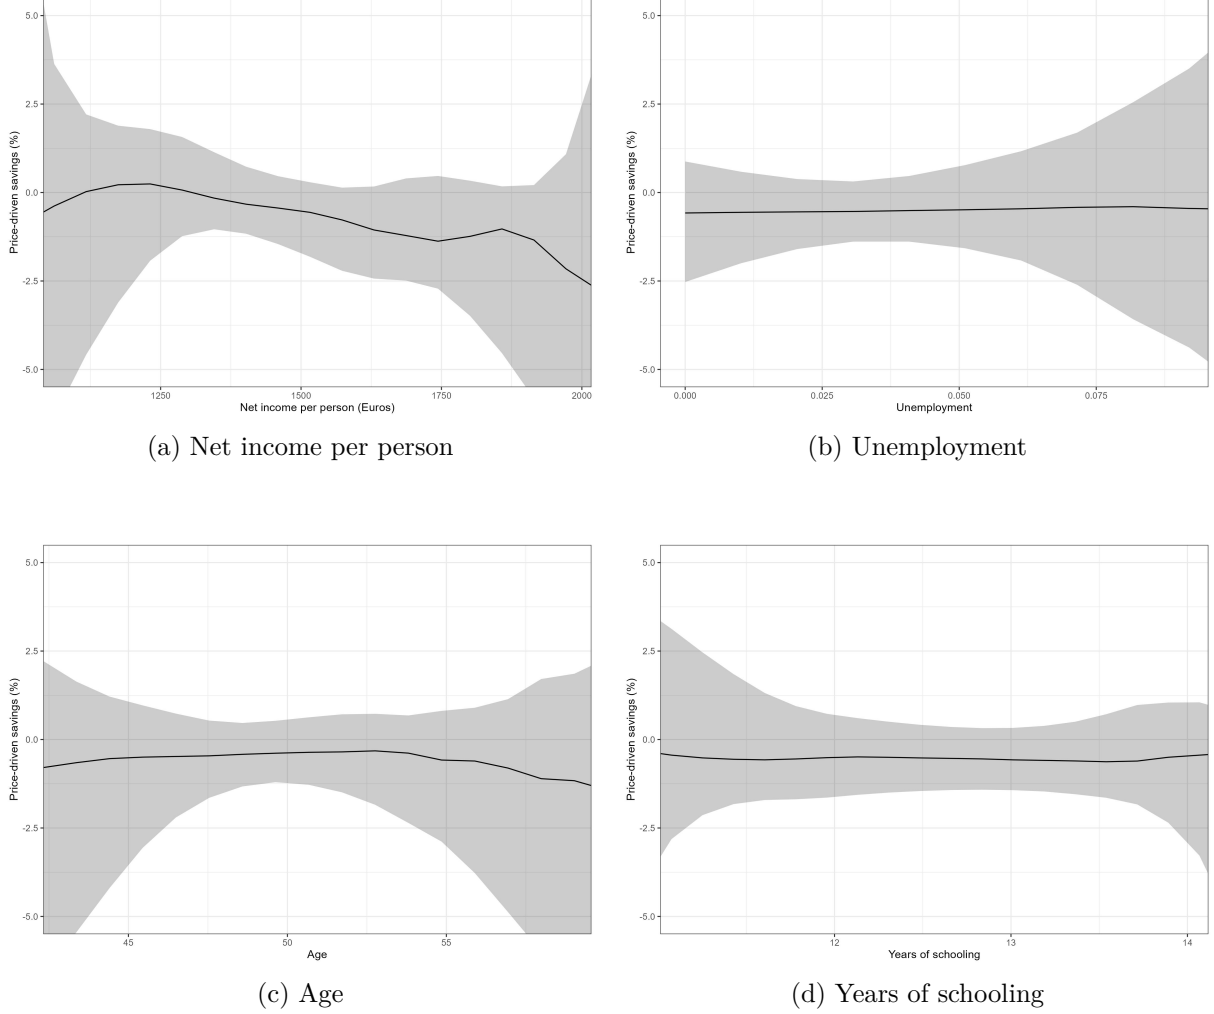 5.0
2.5
0.0
-2.5
-5.0
Price-driven savings (%)
1250 1500 1750 2000
Net income per person (Euros)
(a) Net income per person
5.0
2.5
0.0
-2.5
-5.0
Price-driven savings (%)
0.000 0.025 0.050 0.075
Unemployment
(b) Unemployment
5.0
2.5
0.0
-2.5
-5.0
Price-driven savings (%)
45 50 55
Age
(c) Age
5.0
2.5
0.0
-2.5
-5.0
Price-driven savings (%)
12 13 14
Years of schooling
(d) Years of schooling